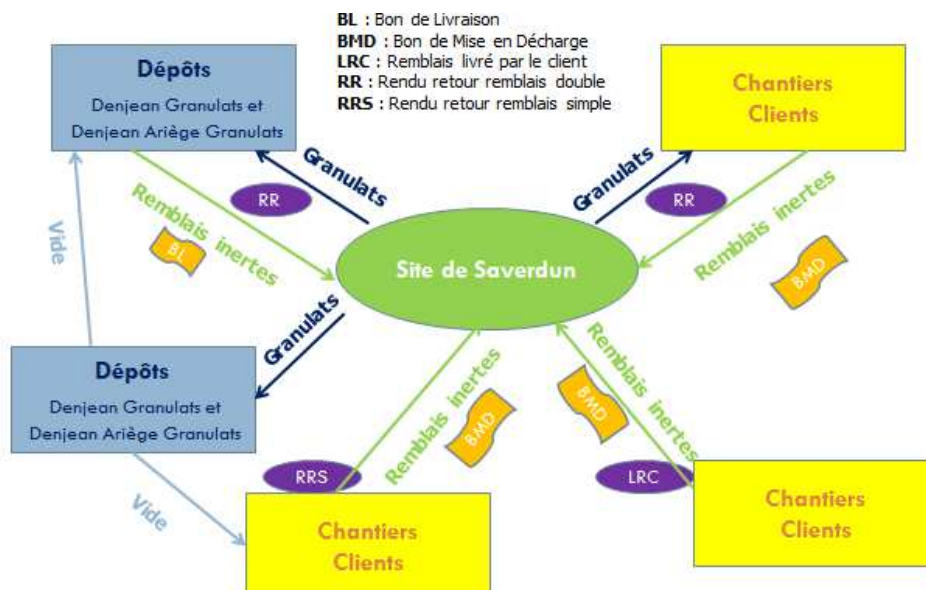 BL : Bon de Livraison
BMD : Bon de Mise en Décharge
LRC : Remblais livré par le client
RR : Rendu retour remblais double
RRS : Rendu retour remblais simple
Dépôts
Denjean Granulats et
Denjean Ariège Granulats
Chantiers
Clients
Granulats
RR
Remblais inertes
BL
Granulats
RR
Remblais inertes
BMD
Vide
Site de Saverdun
Granulats
Dépôts
Denjean Granulats et
Denjean Ariège Granulats
Remblais inertes
BMD
Remblais inertes
BMD
RRS
LRC
Vide
Chantiers
Clients
Chantiers
Clients